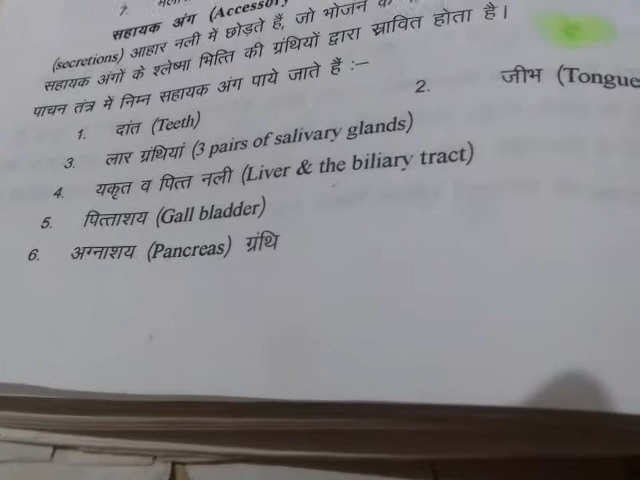 7.
सहायक अंग (Accessory
(secretions) आहार नली में छोड़ते हैं, जो भोजन
सहायक अंगों के श्लेष्मा भित्ति की ग्रंथियों द्वारा स्रावित होता है।
पाचन तंत्र में निम्न सहायक अंग पाये जाते हैं :–
1. दांत (Teeth) 2. जीभ (Tongue
3. लार ग्रंथियां (3 pairs of salivary glands)
4. यकृत व पित्त नली (Liver & the biliary tract)
5. पित्ताशय (Gall bladder)
6. अग्नाशय (Pancreas) ग्रंथि